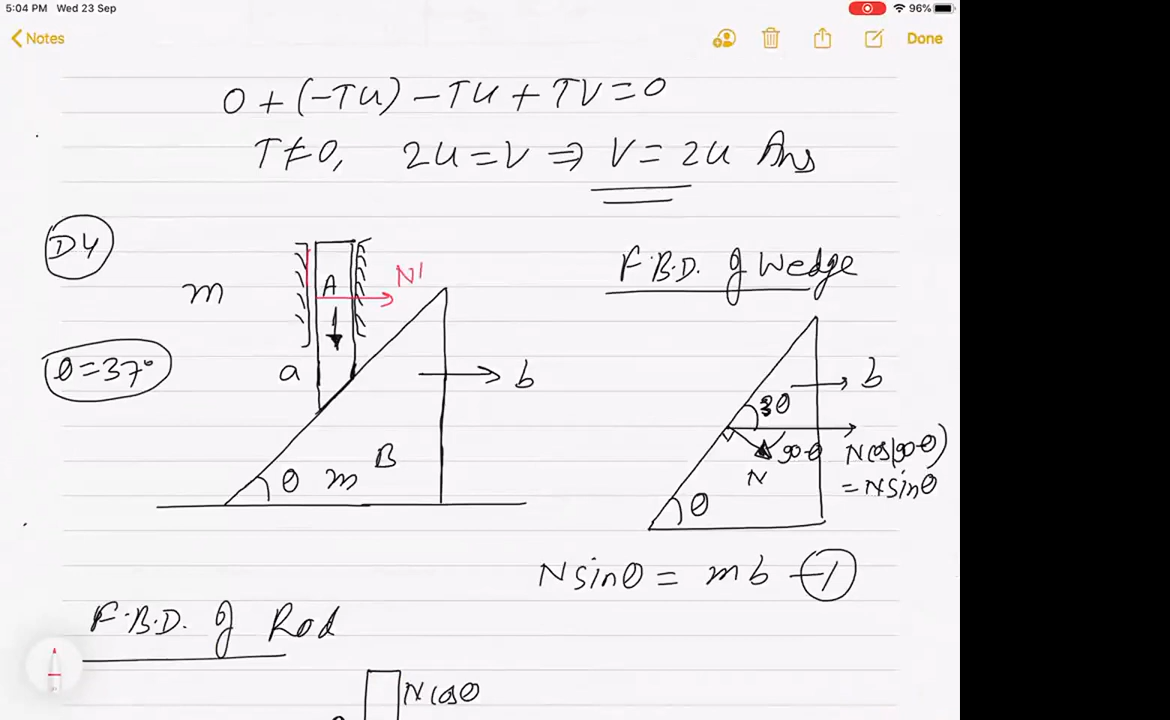 5:04 PM Wed 23 Sep
96%
Notes
Done
0 + (-Tu) - Tu + TV = 0
T≠0, 2u = V ⇒ V = 2u Ans
D4
m
A
N'
F.B.D. of Wedge
θ = 37°
a
b
b
θ
θ m B
90-θ
N cos(90-θ)
N
= N sinθ
θ
N sinθ = mb -1
F.B.D. of Rod
N cosθ